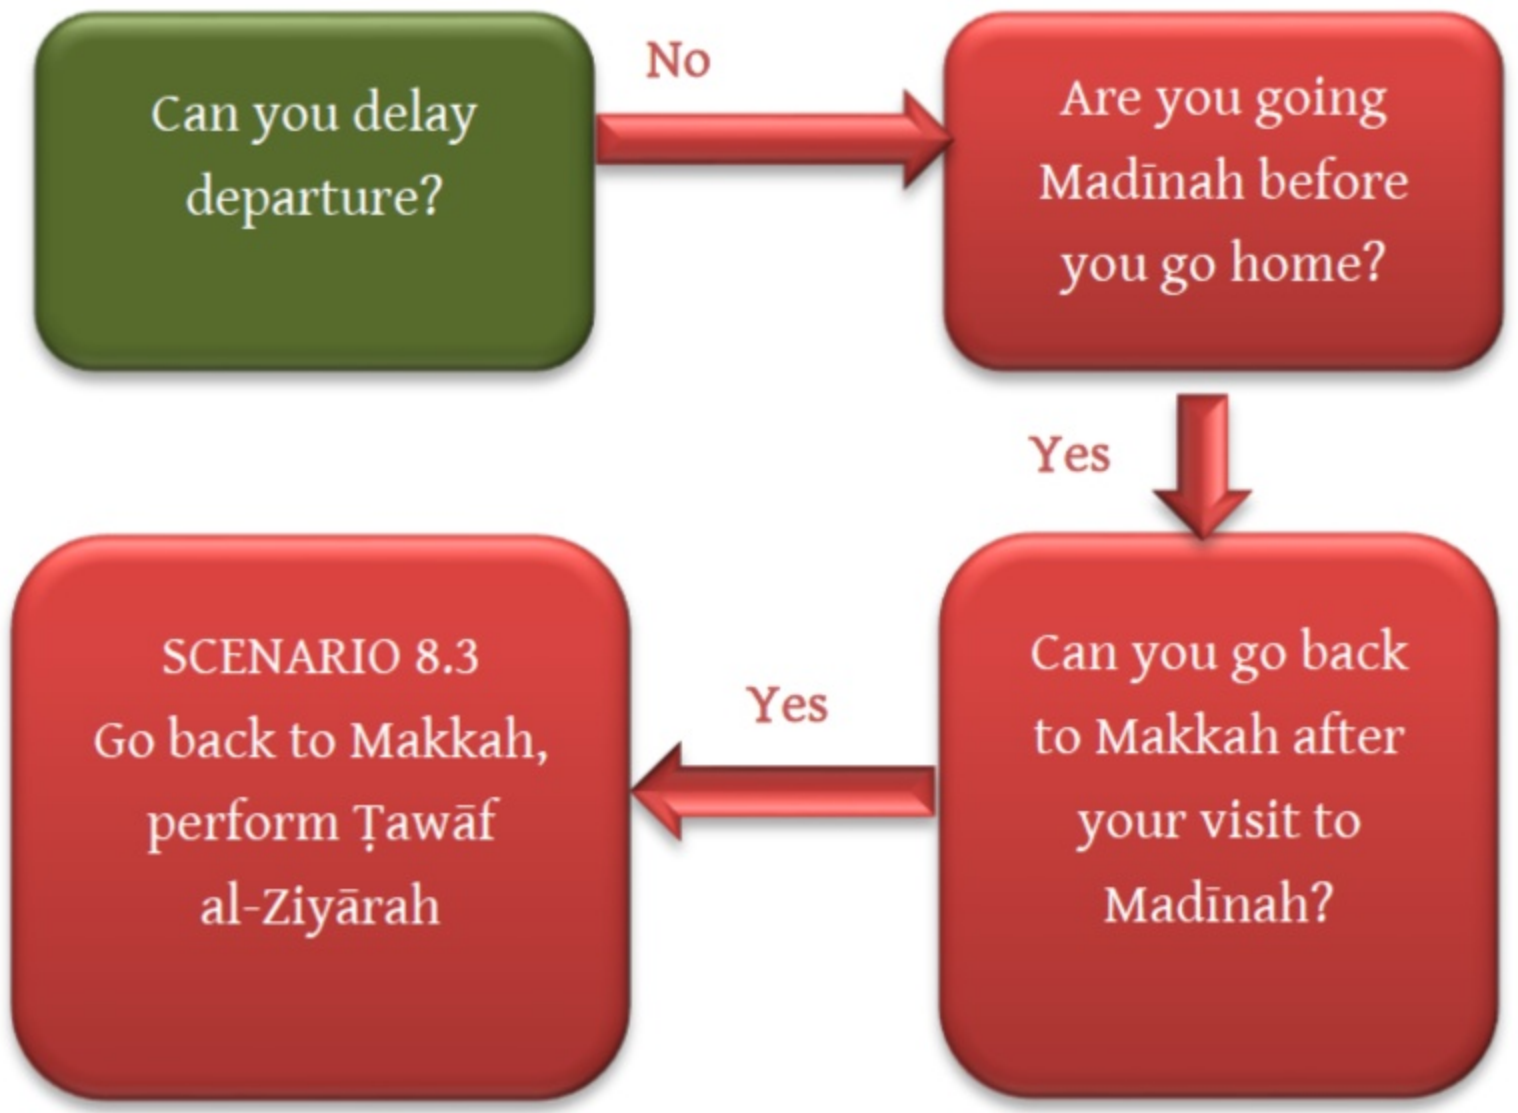 Can you delay
departure?
No
Are you going
Madīnah before
you go home?
Yes
Can you go back
to Makkah after
your visit to
Madīnah?
Yes
SCENARIO 8.3
Go back to Makkah,
perform Ṭawāf
al-Ziyārah